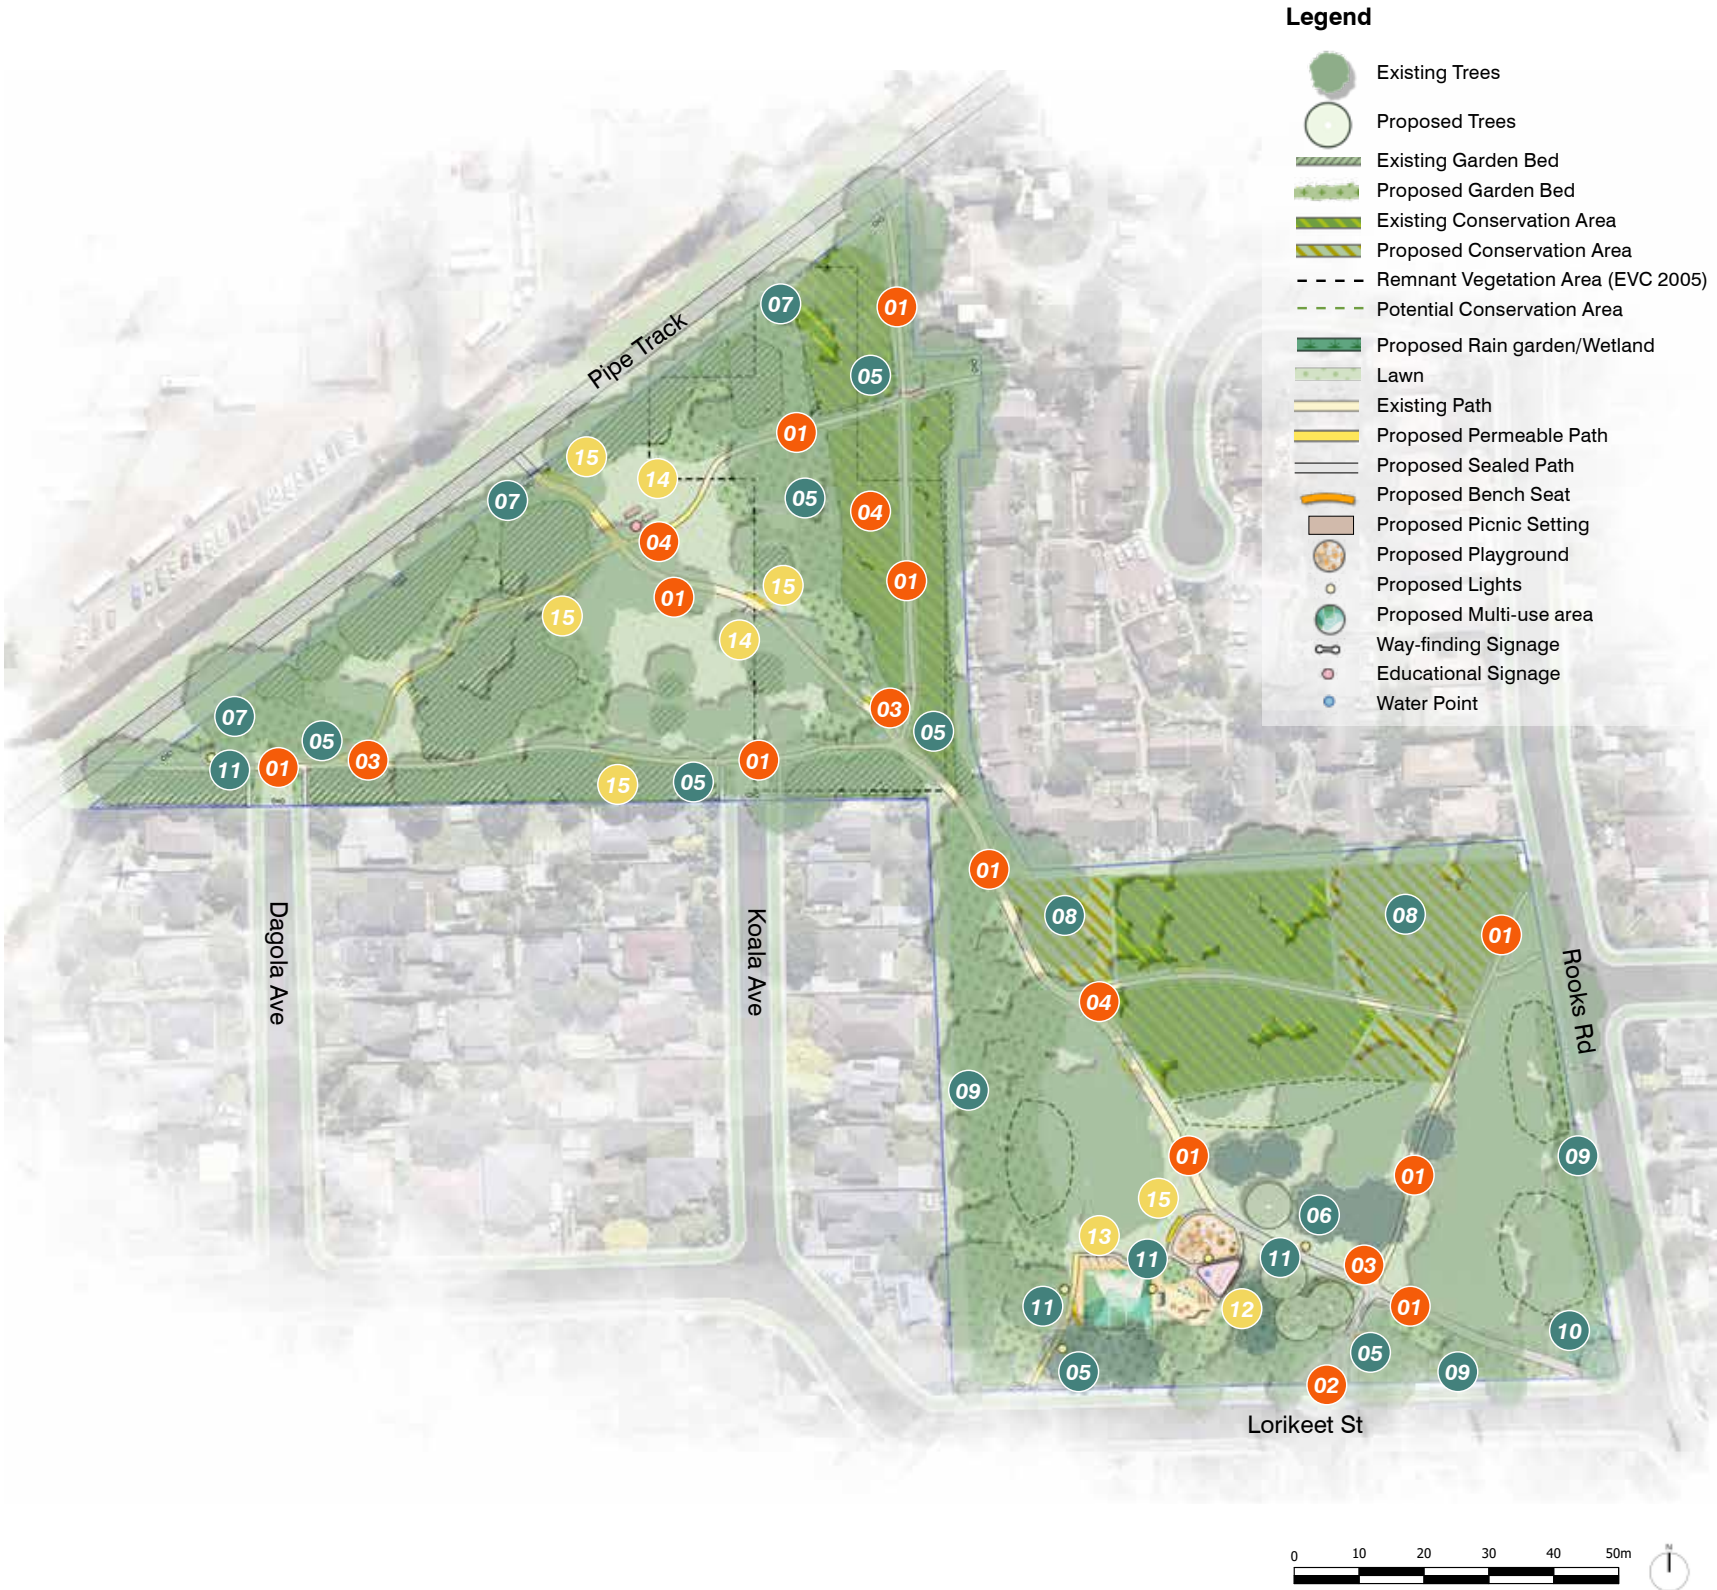 Legend
Existing Trees
Proposed Trees
Existing Garden Bed
Proposed Garden Bed
Existing Conservation Area
Proposed Conservation Area
Remnant Vegetation Area (EVC 2005)
Potential Conservation Area
Proposed Rain garden/Wetland
Lawn
Existing Path
Proposed Permeable Path
Proposed Sealed Path
Proposed Bench Seat
Proposed Picnic Setting
Proposed Playground
Proposed Lights
Proposed Multi-use area
Way-finding Signage
Educational Signage
Water Point
07
01
Pipe Track
05
01
15
14
07
05
04
04
01
15
01
15
14
03
07
05
05
11
01
03
01
15
05
01
08
08
01
Dagola Ave
Koala Ave
Rooks Rd
04
09
01
09
01
15
06
13
11
11
03
11
12
01
10
05
05
09
02
Lorikeet St
0 10 20 30 40 50m
N